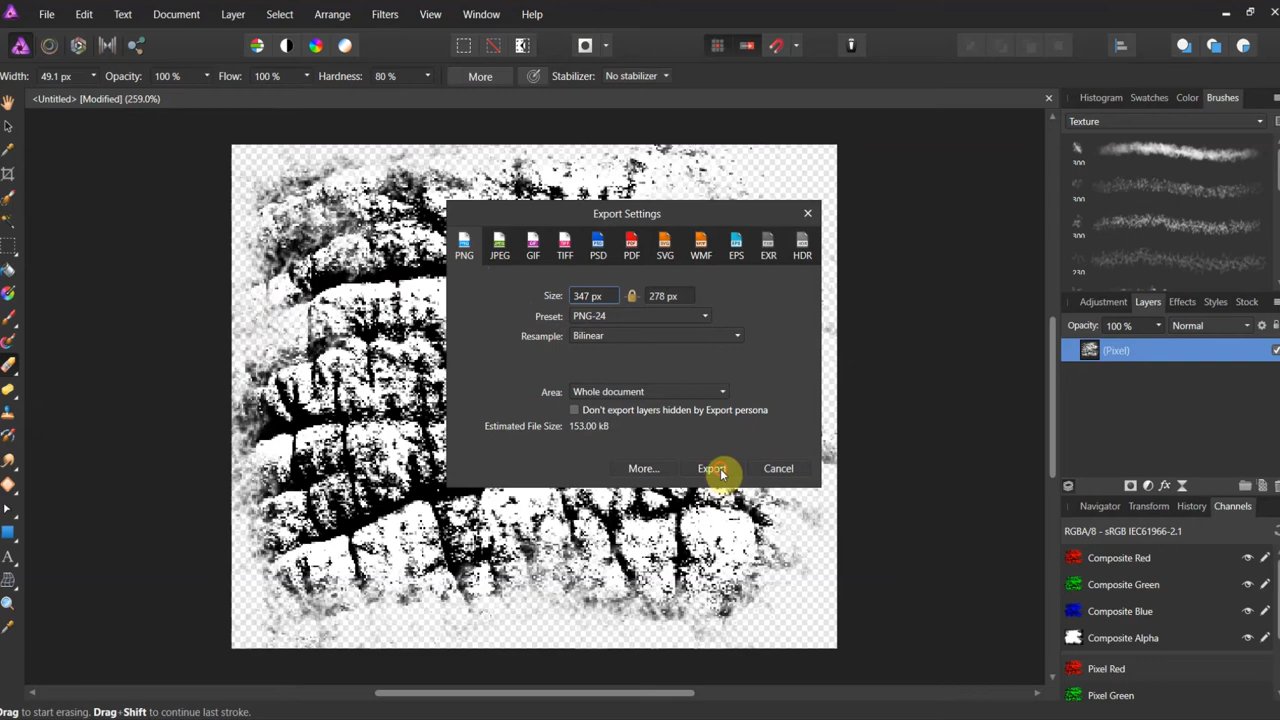 File Edit Text Document Layer Select Arrange Filters View Window Help
Width: 49.1 px Opacity: 100 % Flow: 100 % Hardness: 80 % More Stabilizer: No stabilizer
<Untitled> [Modified] (259.0%)
Histogram Swatches Color Brushes
Texture
300
300
300
230
Export Settings
PNG JPEG GIF TIFF PSD PDF SVG WMF EPS EXR HDR
Size: 347 px 278 px
Preset: PNG-24
Resample: Bilinear
Area: Whole document
Don't export layers hidden by Export persona
Estimated File Size: 153.00 kB
More... Export Cancel
Adjustment Layers Effects Styles Stock
Opacity: 100 % Normal
(Pixel)
Navigator Transform History Channels
RGBA/8 - sRGB IEC61966-2.1
Composite Red
Composite Green
Composite Blue
Composite Alpha
Pixel Red
Pixel Green
Drag to start erasing. Drag+Shift to continue last stroke.